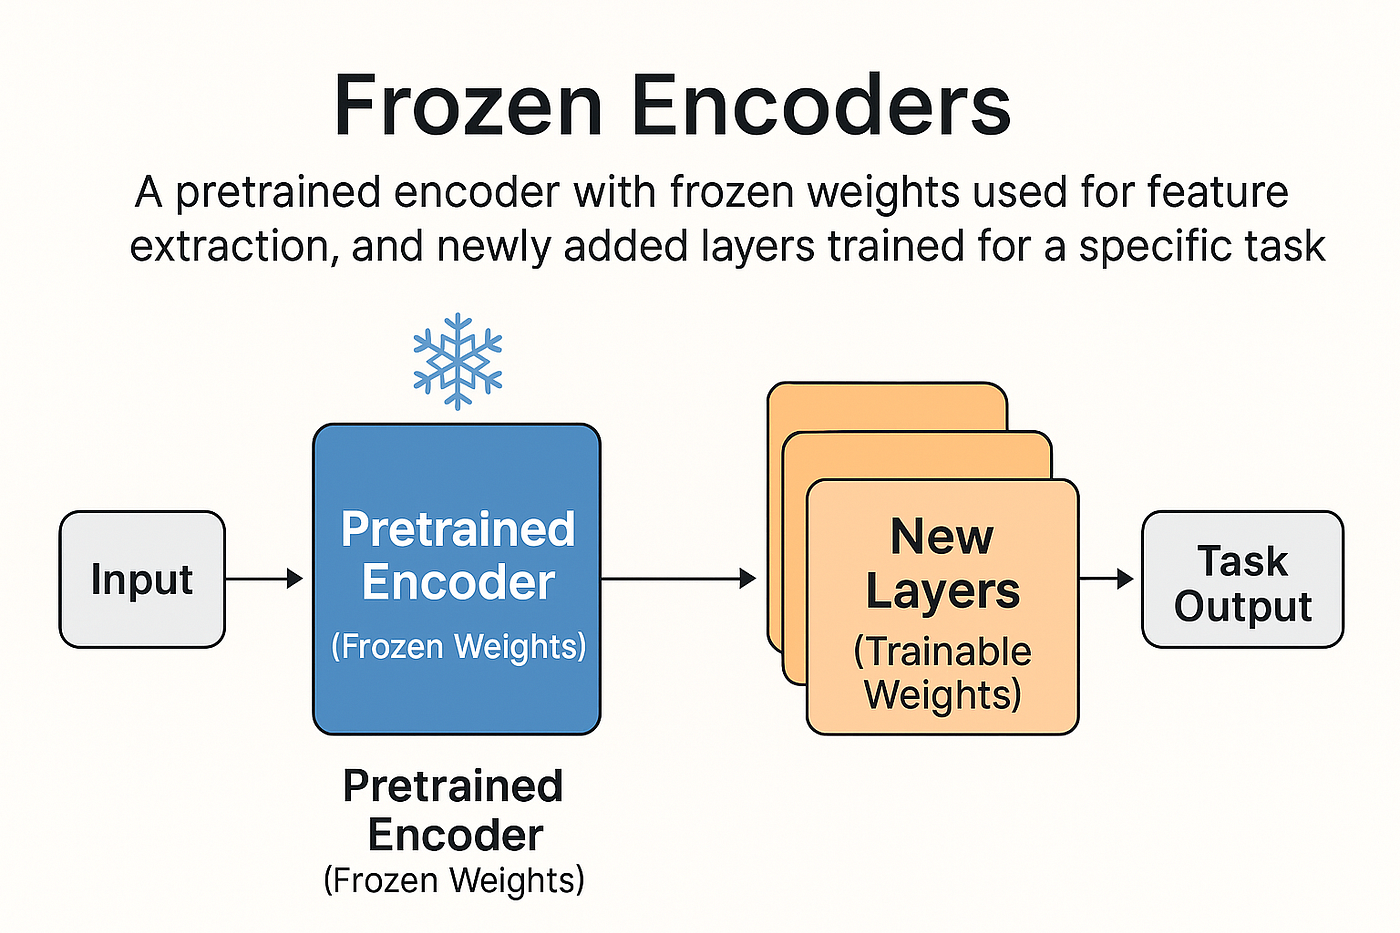 Frozen Encoders
A pretrained encoder with frozen weights used for feature
extraction, and newly added layers trained for a specific task
Input
Pretrained
Encoder
(Frozen Weights)
New
Layers
(Trainable
Weights)
Task
Output
Pretrained
Encoder
(Frozen Weights)